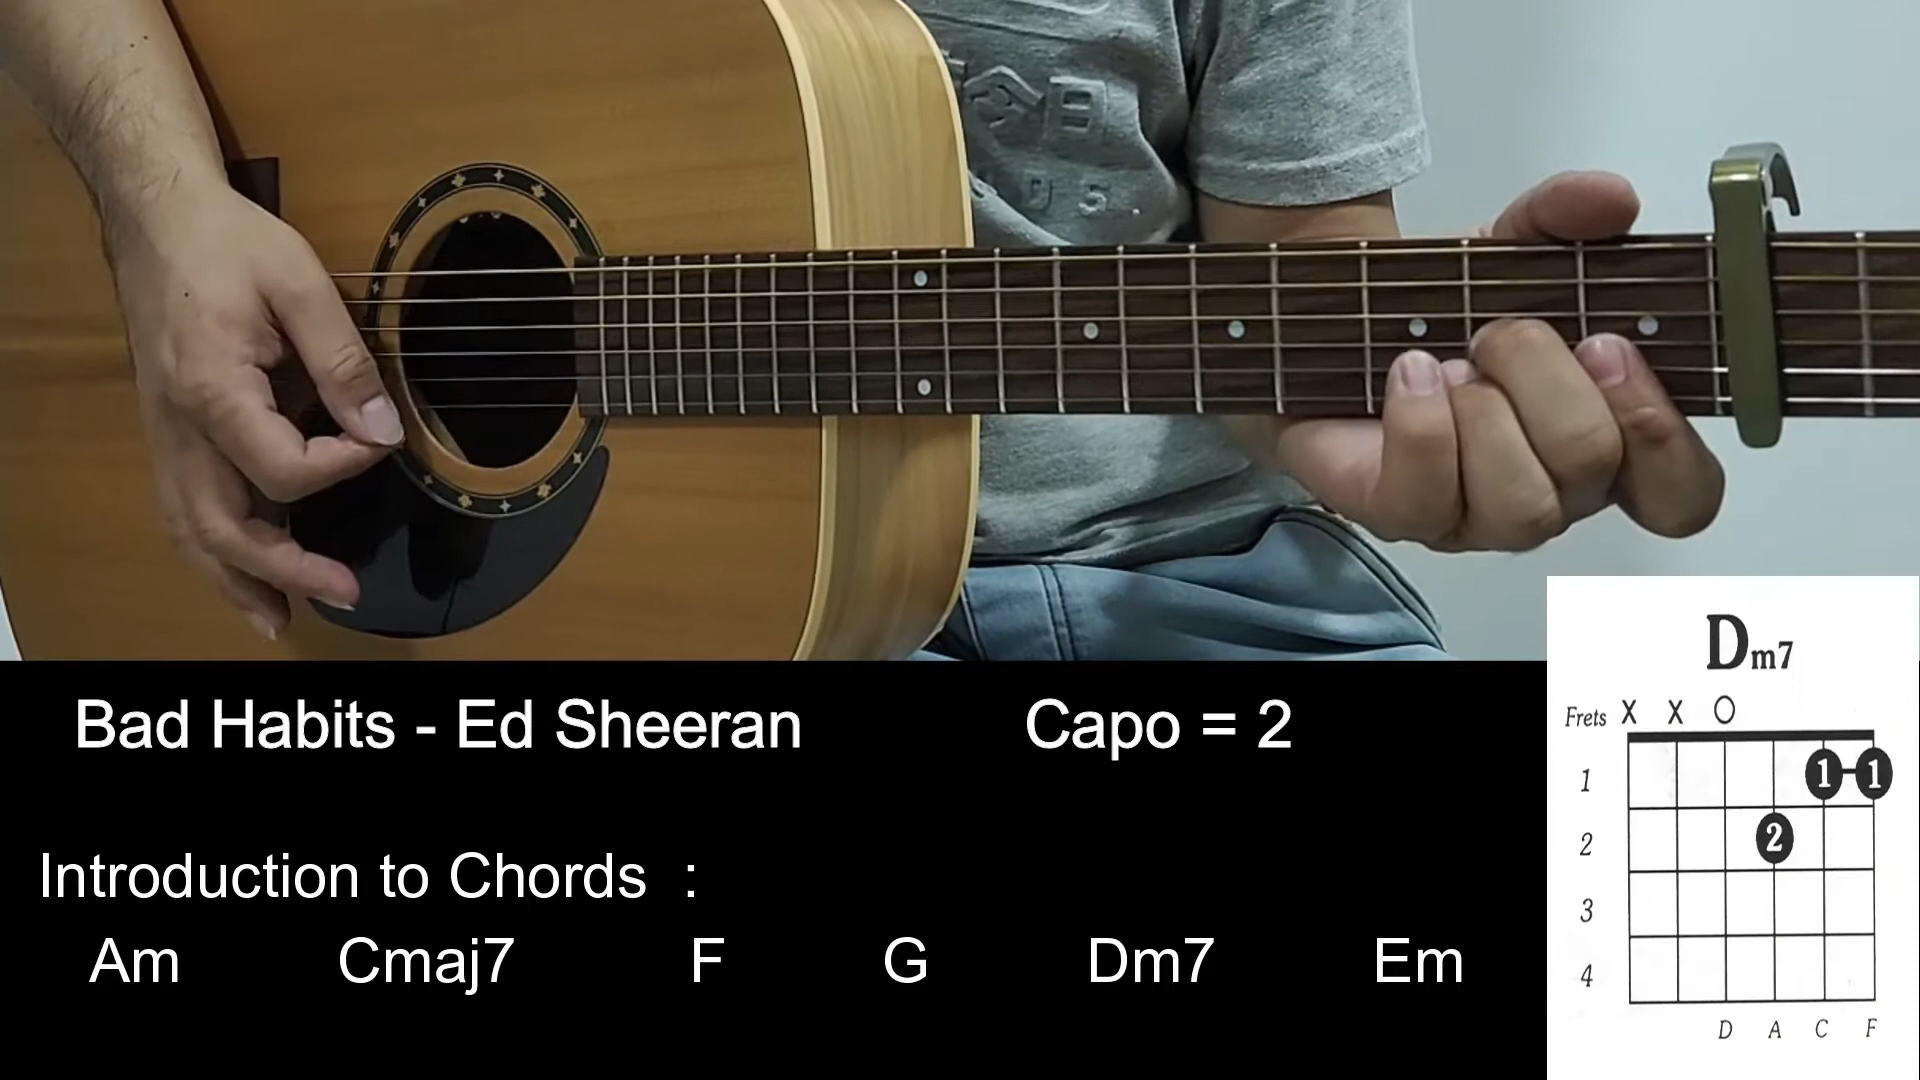 Bad Habits - Ed Sheeran Capo = 2
Introduction to Chords :
Am Cmaj7 F G Dm7 Em
Dm7
Frets X X O
1 1 1
2 2
3
4
D A C F